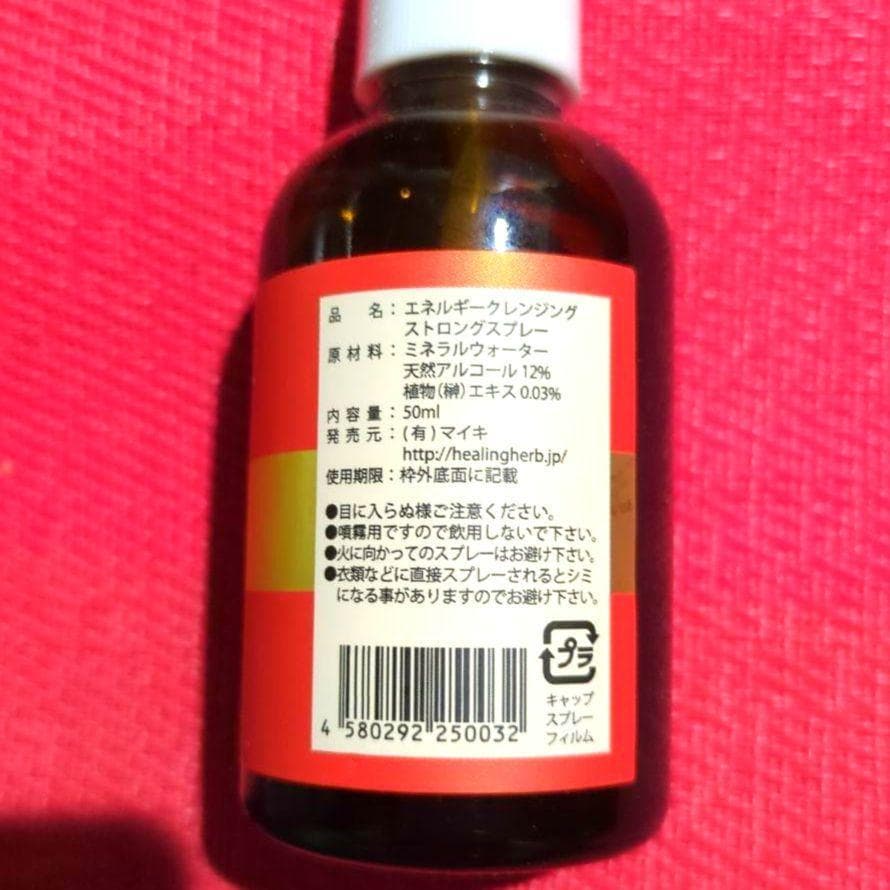 品名：エネルギークレンジング
ストロングスプレー
原材料：ミネラルウォーター
天然アルコール 12%
植物(榊)エキス 0.03%
内容量：50ml
発売元：(有)マイキ
http://healingherb.jp/
使用期限：枠外底面に記載
●目に入らぬ様ご注意ください。
●噴霧用ですので飲用しないで下さい。
●火に向かってのスプレーはお避け下さい。
●衣類などに直接スプレーされるとシミ
になる事がありますのでお避け下さい。
プラ
キャップ
スプレー
フィルム
4 580292 250032